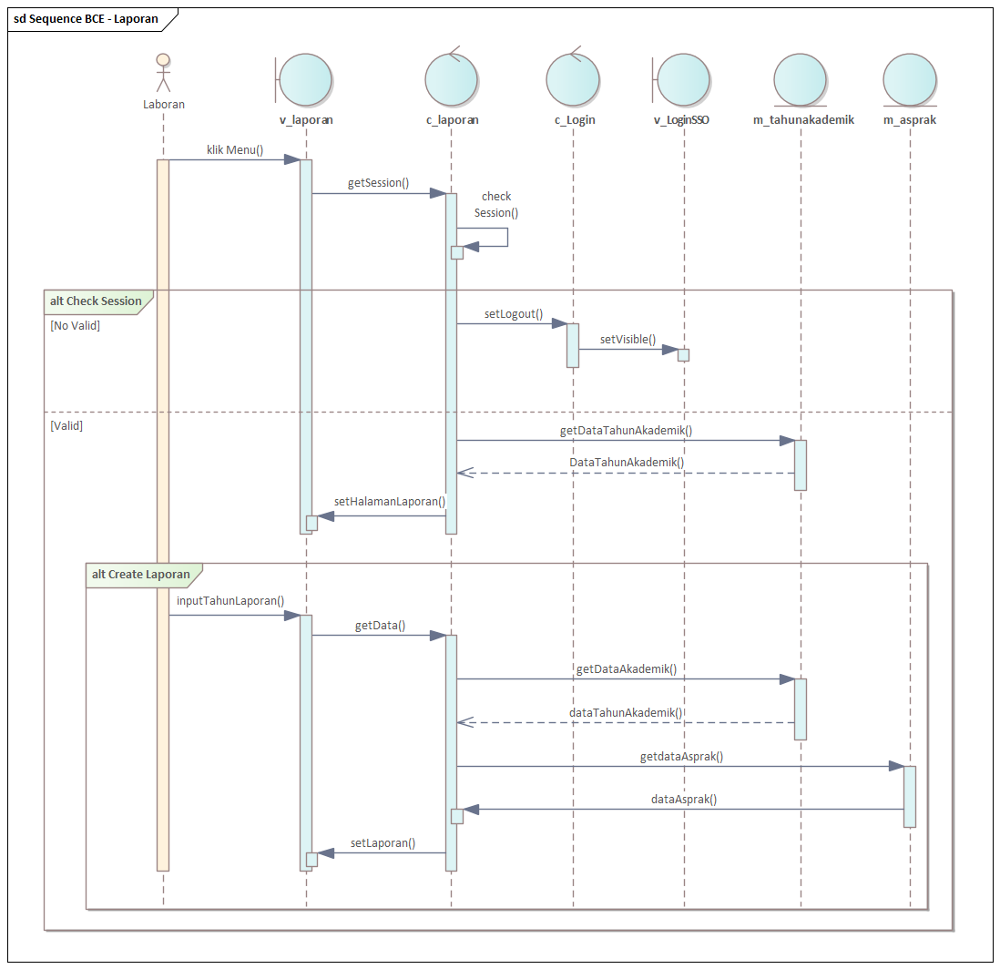 sd Sequence BCE - Laporan
Laboran
v_laporan
c_laporan
c_Login
v_LoginSSO
m_tahunakademik
m_asprak
klik Menu()
getSession()
check
Session()
alt Check Session
[No Valid]
setLogout()
setVisible()
[Valid]
getDataTahunAkademik()
DataTahunAkademik()
setHalamanLaporan()
alt Create Laporan
inputTahunLaporan()
getData()
getDataAkademik()
dataTahunAkademik()
getdataAsprak()
dataAsprak()
setLaporan()